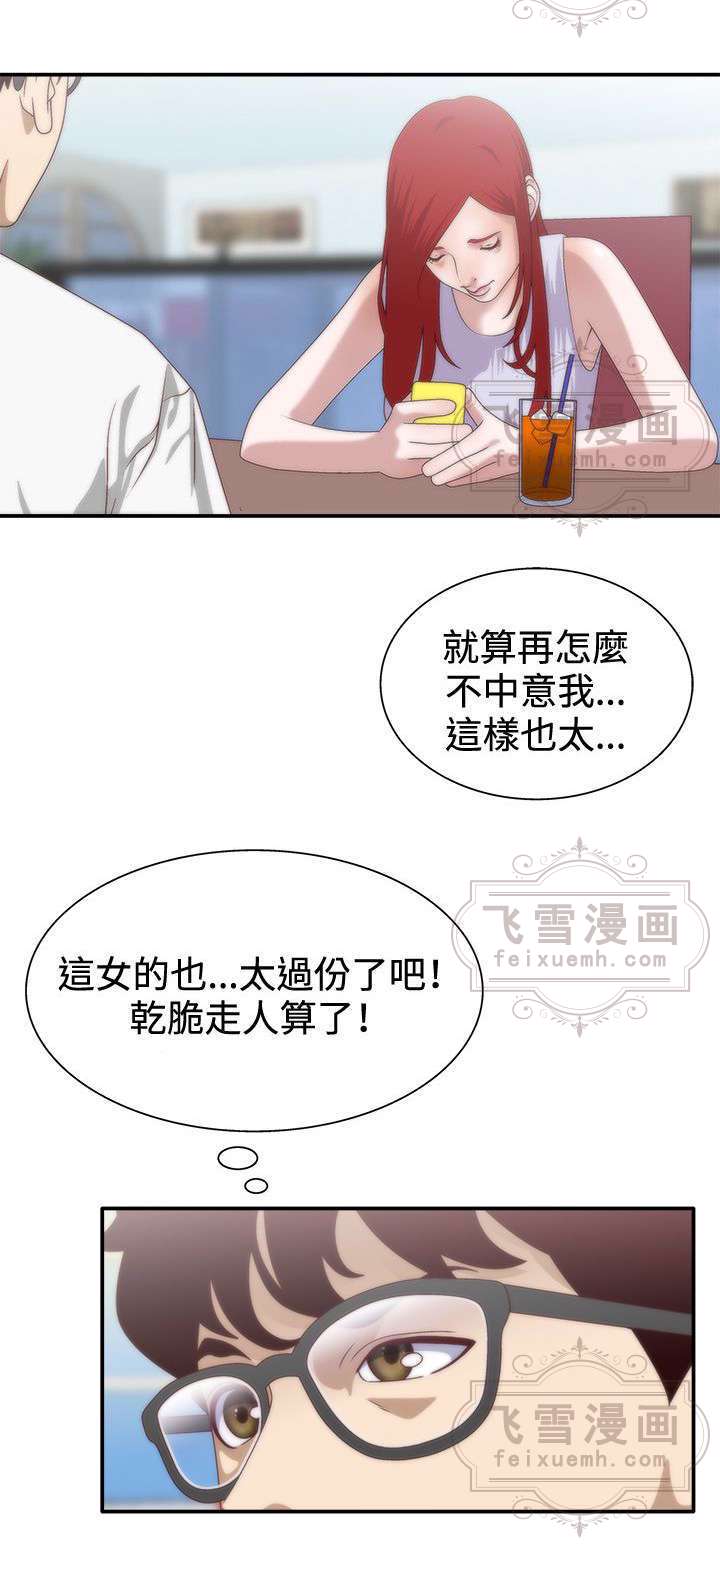 飞雪漫画
feixuemh.com
就算再怎麼
不中意我...
這樣也太...
飞雪漫画
feixuemh.com
這女的也...太過份了吧!
乾脆走人算了!
飞雪漫画
feixuemh.com